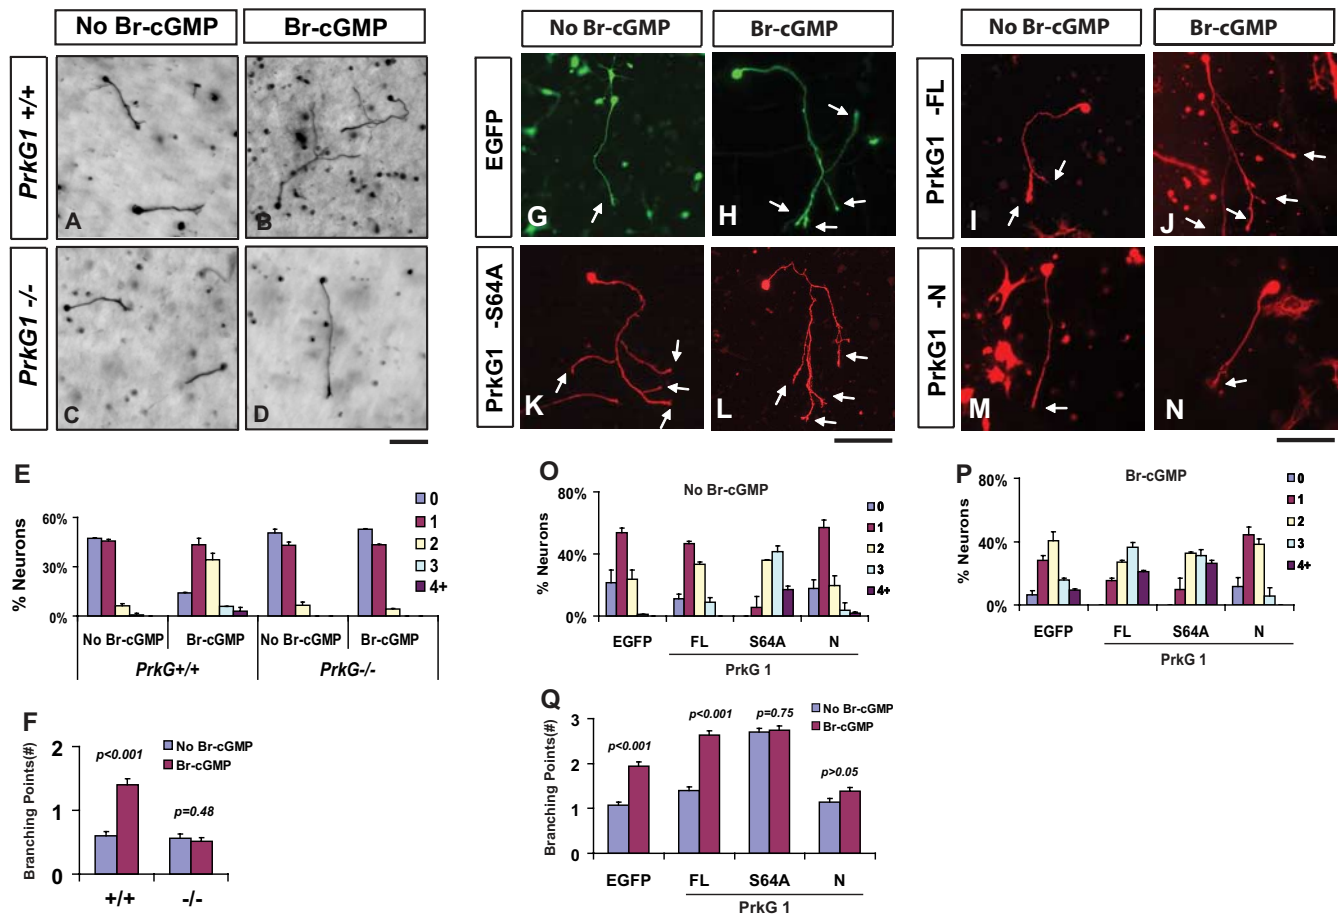 No Br-cGMP
Br-cGMP
PrkG1 +/+
PrkG1 -/-
A
B
C
D
No Br-cGMP
Br-cGMP
EGFP
PrkG1 -S64A
G
H
K
L
No Br-cGMP
Br-cGMP
PrkG1 -FL
PrkG1 -N
I
J
M
N
E
% Neurons
60%
0%
0
1
2
3
4+
No Br-cGMP
Br-cGMP
No Br-cGMP
Br-cGMP
PrkG+/+
PrkG-/-
F
Branching Points(#)
2
1
0
No Br-cGMP
Br-cGMP
p<0.001
p=0.48
+/+
-/-
O
No Br-cGMP
% Neurons
80%
40%
0%
0
1
2
3
4+
EGFP
FL
S64A
N
PrkG 1
P
Br-cGMP
% Neurons
80%
40%
0%
0
1
2
3
4+
EGFP
FL
S64A
N
PrkG 1
Q
Branching Points(#)
3
2
1
0
No Br-cGMP
Br-cGMP
p<0.001
p<0.001
p=0.75
p>0.05
EGFP
FL
S64A
N
PrkG 1